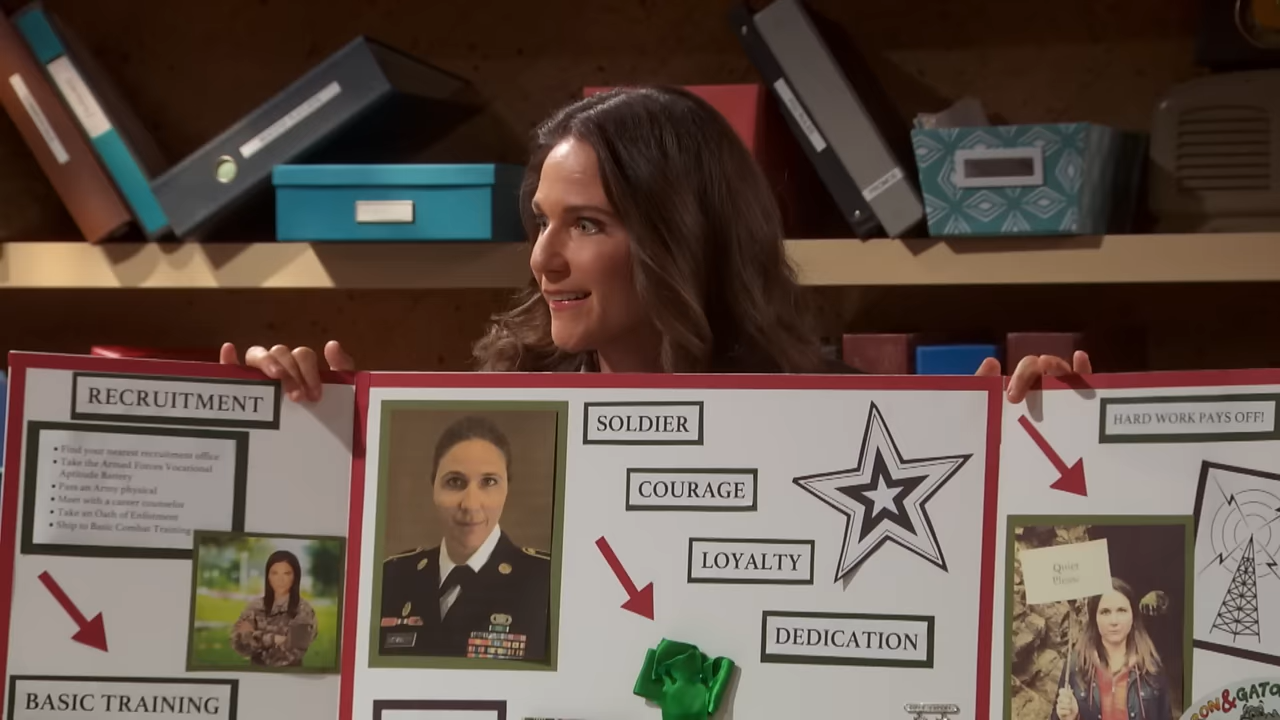 RECRUITMENT
• Find your nearest recruitment office
• Take the Armed Forces Vocational
Aptitude Battery
• Pass an Army physical
• Meet with a career counselor
• Take an Oath of Enlistment
• Ship to Basic Combat Training
BASIC TRAINING
SOLDIER
COURAGE
LOYALTY
DEDICATION
HARD WORK PAYS OFF!
Quiet
Please
ON & GATO